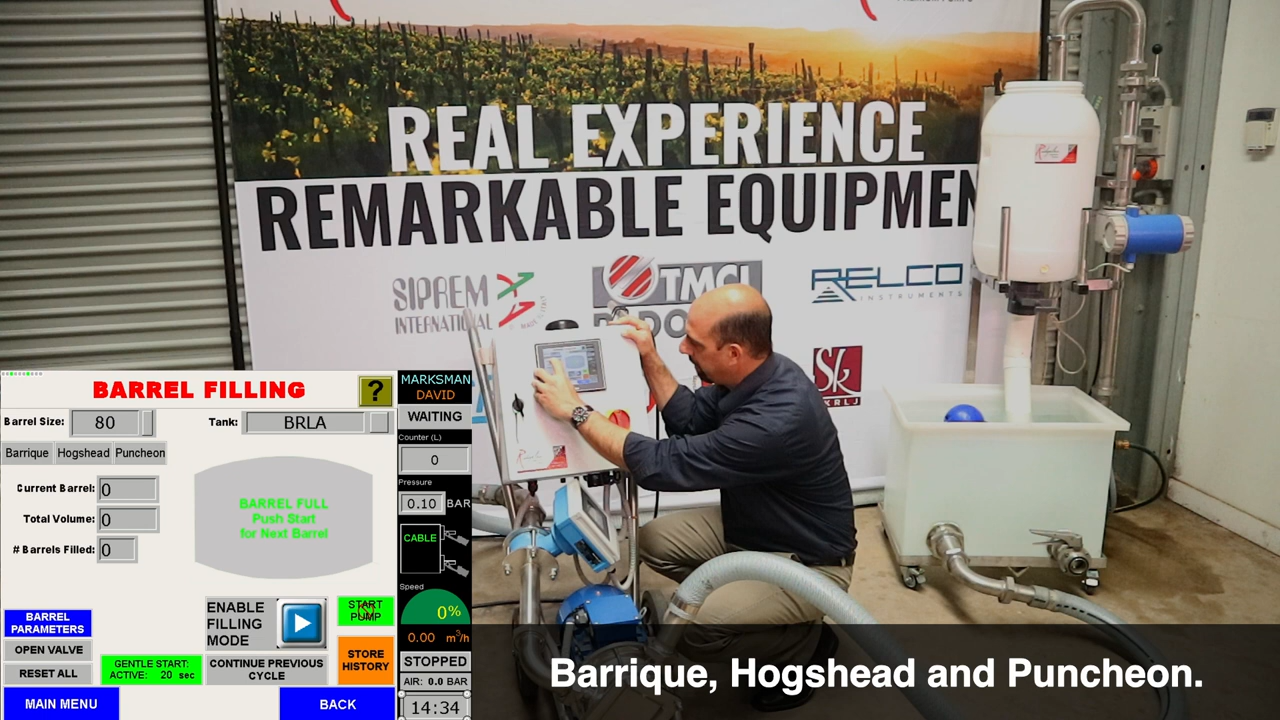 REAL EXPERIENCE
REMARKABLE EQUIPMEN
SIPREM
INTERNATIONAL
TMCI
RELCO
INSTRUMENTS
SK
BARREL FILLING
?
Barrel Size: 80
Tank: BRLA
Barrique Hogshead Puncheon
Current Barrel: 0
Total Volume: 0
# Barrels Filled: 0
BARREL FULL
Push Start
for Next Barrel
BARREL
PARAMETERS
OPEN VALVE
RESET ALL
GENTLE START:
ACTIVE: 20 sec
ENABLE
FILLING
MODE
CONTINUE PREVIOUS
CYCLE
START
PUMP
STORE
HISTORY
MAIN MENU
BACK
MARKSMAN
DAVID
WAITING
Counter (L)
0
Pressure
0.10 BAR
CABLE
Speed
0%
0.00 m³/h
STOPPED
AIR: 0.0 BAR
14:34
Barrique, Hogshead and Puncheon.